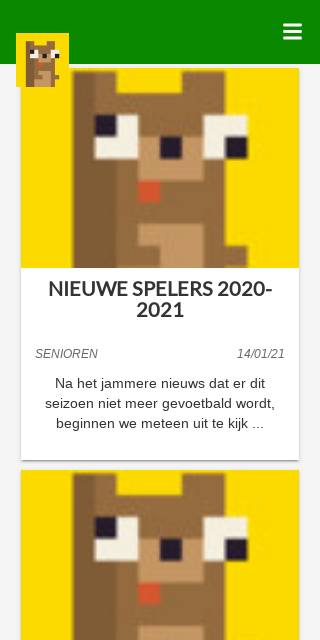 NIEUWE SPELERS 2020-
2021
SENIOREN 14/01/21
Na het jammere nieuws dat er dit
seizoen niet meer gevoetbald wordt,
beginnen we meteen uit te kijk ...